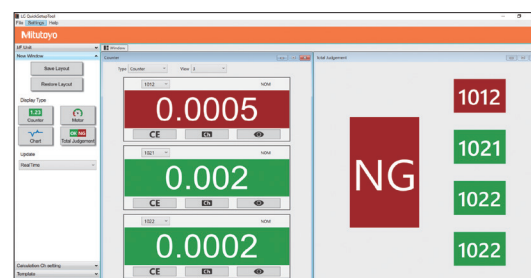 LG QuickSetupTool
File Settings Help
Mitutoyo
I/F Unit
New Window
Save Layout
Restore Layout
Display Type
1.23
Counter
Meter
Chart
OK NG
Total Judgement
Update
RealTime
Calculation Ch setting
Template
Windows
Counter
Type Counter View 3
1012 NOM
0.0005
CE
1021 NOM
0.002
CE
1022 NOM
0.0002
CE
Total Judgement
NG
1012
1021
1022
1022